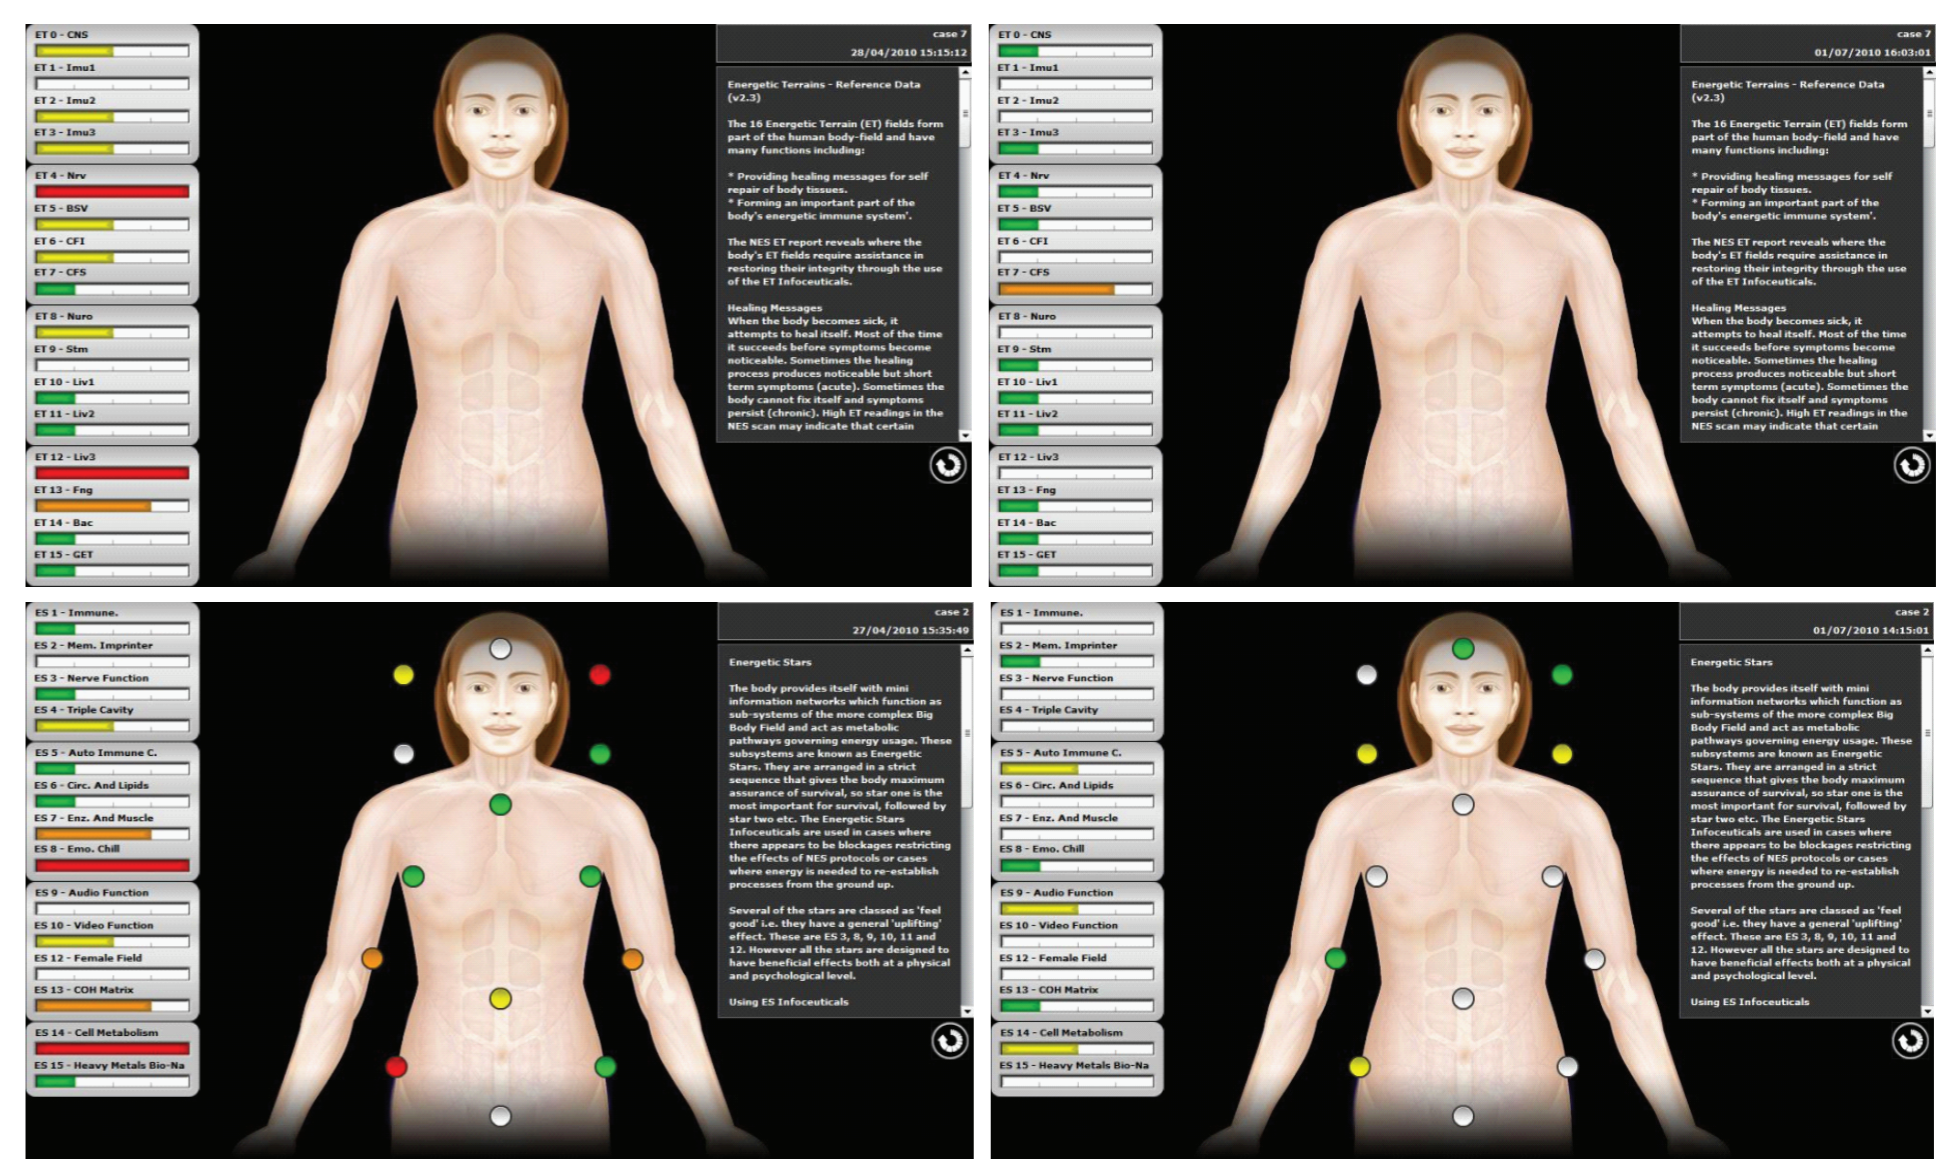 ET 0 - CNS
ET 1 - Imu1
ET 2 - Imu2
ET 3 - Imu3
ET 4 - Nrv
ET 5 - BSV
ET 6 - CFI
ET 7 - CFS
ET 8 - Nuro
ET 9 - Stm
ET 10 - Liv1
ET 11 - Liv2
ET 12 - Liv3
ET 13 - Fng
ET 14 - Bac
ET 15 - GET
case 7
28/04/2010 15:15:12
Energetic Terrains - Reference Data
(v2.3)
The 16 Energetic Terrain (ET) fields form
part of the human body-field and have
many functions including:
* Providing healing messages for self
repair of body tissues.
* Forming an important part of the
body's energetic immune system'.
The NES ET report reveals where the
body's ET fields require assistance in
restoring their integrity through the use
of the ET Infoceuticals.
Healing Messages
When the body becomes sick, it
attempts to heal itself. Most of the time
it succeeds before symptoms become
noticeable. Sometimes the healing
process produces noticeable but short
term symptoms (acute). Sometimes the
body cannot fix itself and symptoms
persist (chronic). High ET readings in the
NES scan may indicate that certain
ET 0 - CNS
ET 1 - Imu1
ET 2 - Imu2
ET 3 - Imu3
ET 4 - Nrv
ET 5 - BSV
ET 6 - CFI
ET 7 - CFS
ET 8 - Nuro
ET 9 - Stm
ET 10 - Liv1
ET 11 - Liv2
ET 12 - Liv3
ET 13 - Fng
ET 14 - Bac
ET 15 - GET
case 7
01/07/2010 16:03:01
Energetic Terrains - Reference Data
(v2.3)
The 16 Energetic Terrain (ET) fields form
part of the human body-field and have
many functions including:
* Providing healing messages for self
repair of body tissues.
* Forming an important part of the
body's energetic immune system'.
The NES ET report reveals where the
body's ET fields require assistance in
restoring their integrity through the use
of the ET Infoceuticals.
Healing Messages
When the body becomes sick, it
attempts to heal itself. Most of the time
it succeeds before symptoms become
noticeable. Sometimes the healing
process produces noticeable but short
term symptoms (acute). Sometimes the
body cannot fix itself and symptoms
persist (chronic). High ET readings in the
NES scan may indicate that certain
ES 1 - Immune.
ES 2 - Mem. Imprinter
ES 3 - Nerve Function
ES 4 - Triple Cavity
ES 5 - Auto Immune C.
ES 6 - Circ. And Lipids
ES 7 - Enz. And Muscle
ES 8 - Emo. Chill
ES 9 - Audio Function
ES 10 - Video Function
ES 12 - Female Field
ES 13 - COH Matrix
ES 14 - Cell Metabolism
ES 15 - Heavy Metals Bio-Na
case 2
27/04/2010 15:35:49
Energetic Stars
The body provides itself with mini
information networks which function as
sub-systems of the more complex Big
Body Field and act as metabolic
pathways governing energy usage. These
subsystems are known as Energetic
Stars. They are arranged in a strict
sequence that gives the body maximum
assurance of survival, so star one is the
most important for survival, followed by
star two etc. The Energetic Stars
Infoceuticals are used in cases where
there appears to be blockages restricting
the effects of NES protocols or cases
where energy is needed to re-establish
processes from the ground up.
Several of the stars are classed as 'feel
good' i.e. they have a general 'uplifting'
effect. These are ES 3, 8, 9, 10, 11 and
12. However all the stars are designed to
have beneficial effects both at a physical
and psychological level.
Using ES Infoceuticals
ES 1 - Immune.
ES 2 - Mem. Imprinter
ES 3 - Nerve Function
ES 4 - Triple Cavity
ES 5 - Auto Immune C.
ES 6 - Circ. And Lipids
ES 7 - Enz. And Muscle
ES 8 - Emo. Chill
ES 9 - Audio Function
ES 10 - Video Function
ES 12 - Female Field
ES 13 - COH Matrix
ES 14 - Cell Metabolism
ES 15 - Heavy Metals Bio-Na
case 2
01/07/2010 14:15:01
Energetic Stars
The body provides itself with mini
information networks which function as
sub-systems of the more complex Big
Body Field and act as metabolic
pathways governing energy usage. These
subsystems are known as Energetic
Stars. They are arranged in a strict
sequence that gives the body maximum
assurance of survival, so star one is the
most important for survival, followed by
star two etc. The Energetic Stars
Infoceuticals are used in cases where
there appears to be blockages restricting
the effects of NES protocols or cases
where energy is needed to re-establish
processes from the ground up.
Several of the stars are classed as 'feel
good' i.e. they have a general 'uplifting'
effect. These are ES 3, 8, 9, 10, 11 and
12. However all the stars are designed to
have beneficial effects both at a physical
and psychological level.
Using ES Infoceuticals